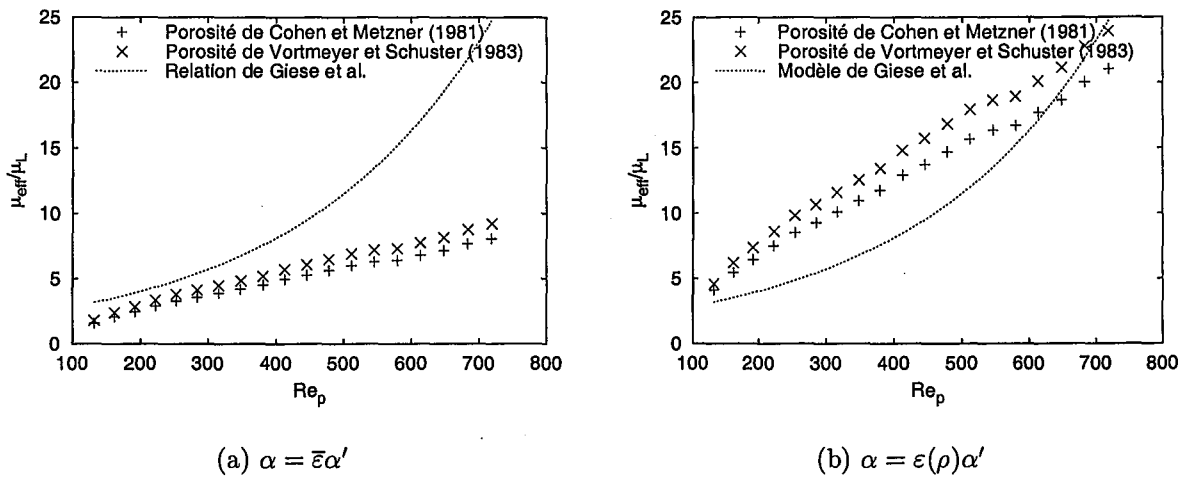 25
20
15
10
5
0
μeff/μL
+ Porosité de Cohen et Metzner (1981)
× Porosité de Vortmeyer et Schuster (1983)
Relation de Giese et al.
100 200 300 400 500 600 700 800
Rep
(a) α = ε̅α′
25
20
15
10
5
0
μeff/μL
+ Porosité de Cohen et Metzner (1981)
× Porosité de Vortmeyer et Schuster (1983)
Modèle de Giese et al.
100 200 300 400 500 600 700 800
Rep
(b) α = ε(ρ)α′